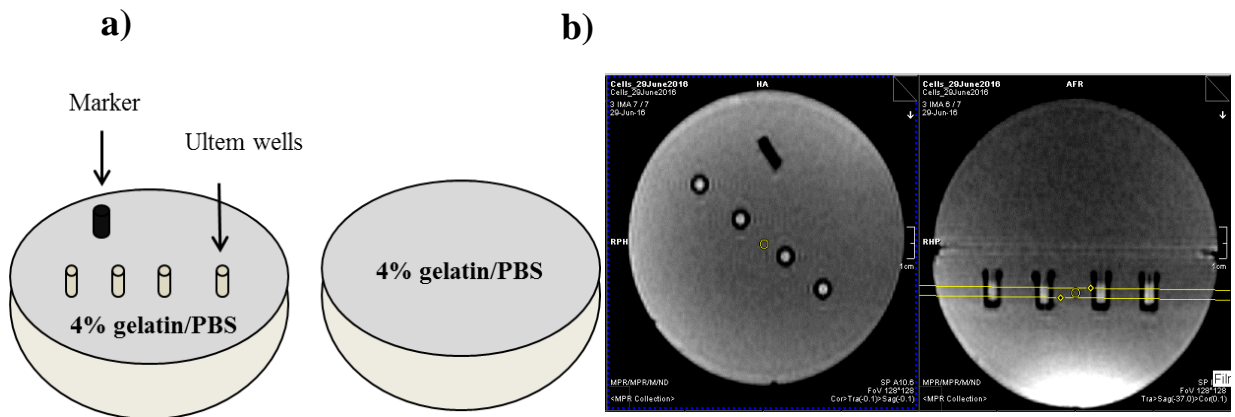 a)
b)
Marker
Ultem wells
4% gelatin/PBS
4% gelatin/PBS
Cells_29June2016
Cells_29June2016
3 IMA 7 / 7
29-Jun-16
HA
RPH
1cm
MPR/MPR/M/ND
<MPR Collection>
SP A10.6
FoV 128*128
Cor>Tra(-0.1)>Sag(-0.1)
Cells_29June2016
Cells_29June2016
3 IMA 6 / 7
29-Jun-16
AFR
RHP
1cm
MPR/MPR/M/ND
<MPR Collection>
SP
FoV 128*128
Tra>Sag(-37.0)>Cor(0.1)